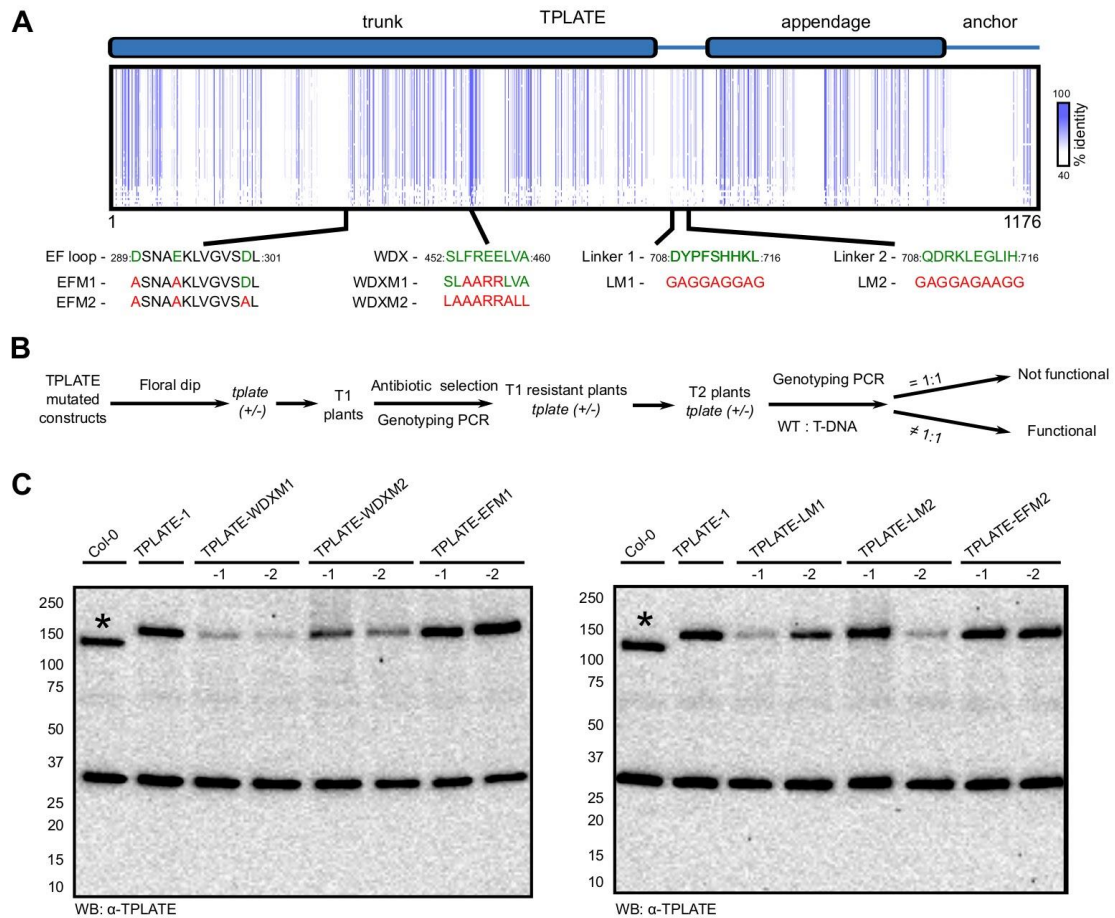 A
TPLATE
trunk
appendage
anchor
100
40
% identity
1
1176
EF loop - 289:DSNAEKLVGVSDL:301
EFM1 - ASNAAKLVGVSDL
EFM2 - ASNAAKLVGVSAL
WDX - 452:SLFREELVA:460
WDXM1 - SLAARRLVA
WDXM2 - LAAARRALL
Linker 1 - 708:DYPFSHHKL:716
LM1 - GAGGAGGAG
Linker 2 - 708:QDRKLEGLIH:716
LM2 - GAGGAGAAGG
B
TPLATE
mutated
constructs
Floral dip
tplate
(+/-)
T1
plants
Antibiotic selection
Genotyping PCR
T1 resistant plants
tplate (+/-)
T2 plants
tplate (+/-)
Genotyping PCR
WT : T-DNA
= 1:1
≠ 1:1
Not functional
Functional
C
Col-0
TPLATE-1
TPLATE-WDXM1
TPLATE-WDXM2
TPLATE-EFM1
-1 -2 -1 -2 -1 -2
*
250
150
100
75
50
37
25
20
15
10
WB: α-TPLATE
Col-0
TPLATE-1
TPLATE-LM1
TPLATE-LM2
TPLATE-EFM2
-1 -2 -1 -2 -1 -2
*
250
150
100
75
50
37
25
20
15
10
WB: α-TPLATE